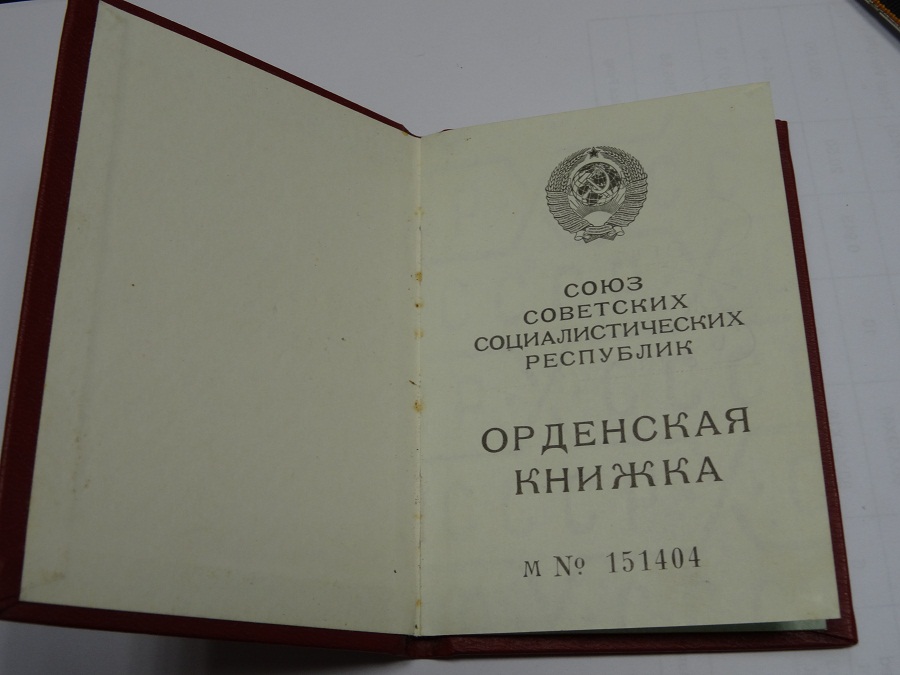 СОЮЗ
СОВЕТСКИХ
СОЦИАЛИСТИЧЕСКИХ
РЕСПУБЛИК
ОРДЕНСКАЯ
КНИЖКА
М № 151404